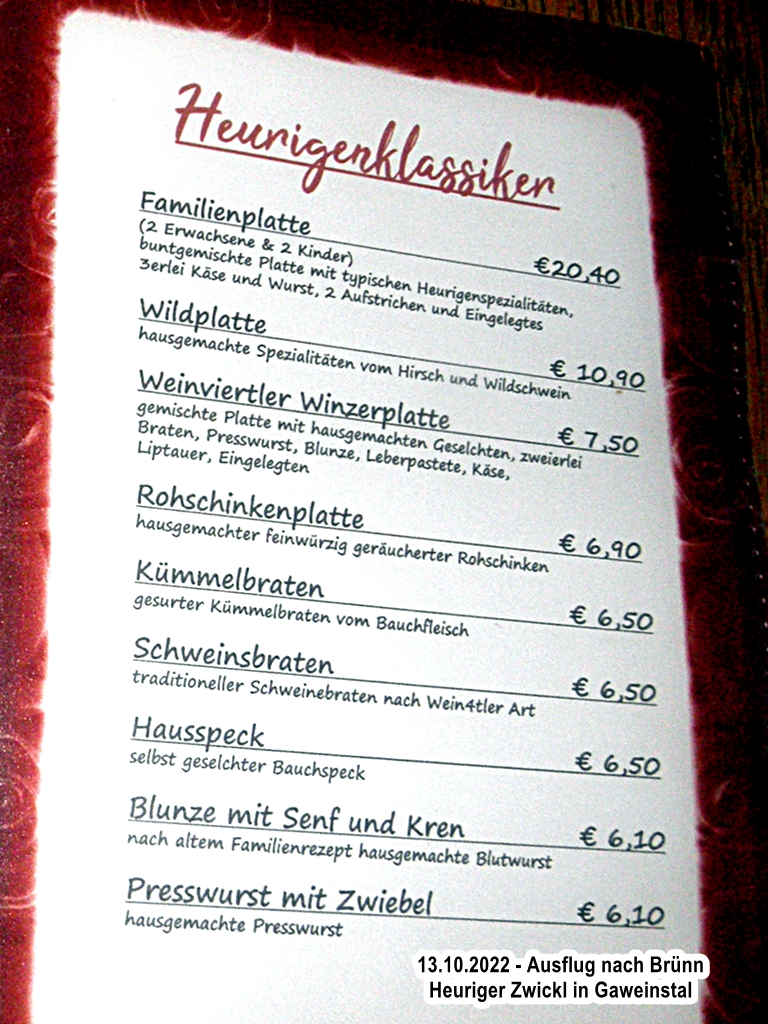 Heurigenklassiker
Familienplatte €20,40
(2 Erwachsene & 2 Kinder)
buntgemischte Platte mit typischen Heurigenspezialitäten,
3erlei Käse und Wurst, 2 Aufstrichen und Eingelegtes
Wildplatte € 10,90
hausgemachte Spezialitäten vom Hirsch und Wildschwein
Weinviertler Winzerplatte € 7,50
gemischte Platte mit hausgemachten Geselchten, zweierlei
Braten, Presswurst, Blunze, Leberpastete, Käse,
Liptauer, Eingelegten
Rohschinkenplatte € 6,90
hausgemachter feinwürzig geräucherter Rohschinken
Kümmelbraten € 6,50
gesurter Kümmelbraten vom Bauchfleisch
Schweinsbraten € 6,50
traditioneller Schweinebraten nach Wein4tler Art
Hausspeck € 6,50
selbst geselchter Bauchspeck
Blunze mit Senf und Kren € 6,10
nach altem Familienrezept hausgemachte Blutwurst
Presswurst mit Zwiebel € 6,10
hausgemachte Presswurst
13.10.2022 - Ausflug nach Brünn
Heuriger Zwickl in Gaweinstal